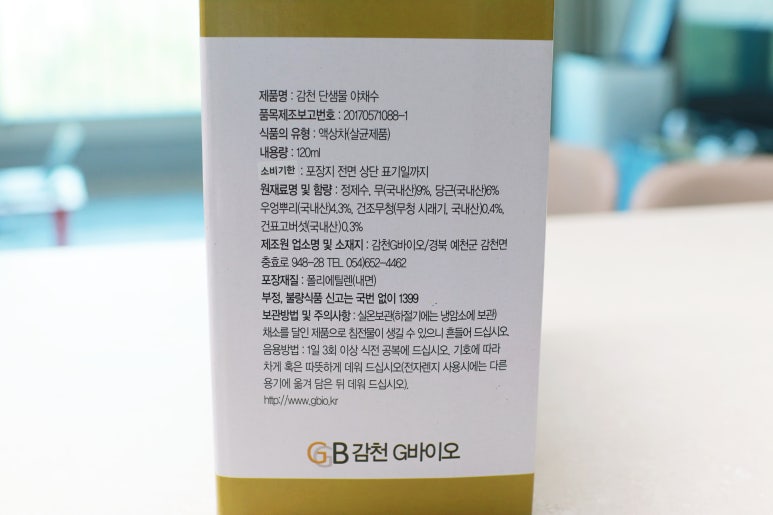 제품명 : 감천 단샘물 야채수
품목제조보고번호 : 20170571088-1
식품의 유형 : 액상차(살균제품)
내용량 : 120ml
소비기한 : 포장지 전면 상단 표기일까지
원재료명 및 함량 : 정제수, 무(국내산)9%, 당근(국내산)6%
우엉뿌리(국내산)4.3%, 건조무청(무청 시래기, 국내산)0.4%,
건표고버섯(국내산)0.3%
제조원 업소명 및 소재지 : 감천G바이오/경북 예천군 감천면
충효로 948-28 TEL 054)652-4462
포장재질 : 폴리에틸렌(내면)
부정, 불량식품 신고는 국번 없이 1399
보관방법 및 주의사항 : 실온보관(하절기에는 냉암소에 보관)
채소를 달인 제품으로 침전물이 생길 수 있으니 흔들어 드십시오.
음용방법 : 1일 3회 이상 식전 공복에 드십시오. 기호에 따라
차게 혹은 따뜻하게 데워 드십시오(전자렌지 사용시에는 다른
용기에 옮겨 담은 뒤 데워 드십시오).
http://www.gbio.kr
GGB 감천 G바이오